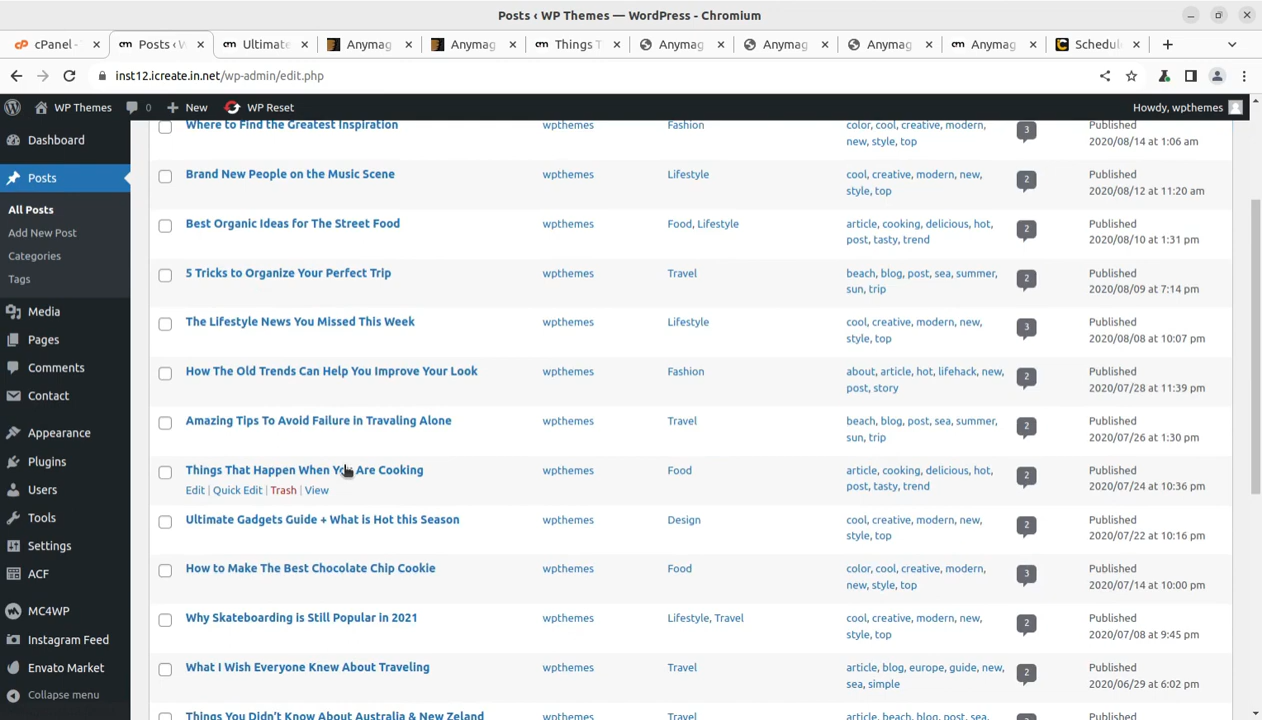 Posts ‹ WP Themes — WordPress - Chromium
cPanel -
Posts ‹ W
Ultimate
Anymag
Anymag
Things T
Anymag
Anymag
Anymag
Anymag
Schedul
inst12.icreate.in.net/wp-admin/edit.php
WP Themes
0
New
WP Reset
Howdy, wpthemes
Dashboard
Posts
All Posts
Add New Post
Categories
Tags
Media
Pages
Comments
Contact
Appearance
Plugins
Users
Tools
Settings
ACF
MC4WP
Instagram Feed
Envato Market
Collapse menu
Where to Find the Greatest Inspiration
Fashion
color, cool, creative, modern,
new, style, top
3
Published
2020/08/14 at 1:06 am
Brand New People on the Music Scene
wpthemes
Lifestyle
cool, creative, modern, new,
style, top
2
Published
2020/08/12 at 11:20 am
Best Organic Ideas for The Street Food
wpthemes
Food, Lifestyle
article, cooking, delicious, hot,
post, tasty, trend
2
Published
2020/08/10 at 1:31 pm
5 Tricks to Organize Your Perfect Trip
wpthemes
Travel
beach, blog, post, sea, summer,
sun, trip
2
Published
2020/08/09 at 7:14 pm
The Lifestyle News You Missed This Week
wpthemes
Lifestyle
cool, creative, modern, new,
style, top
3
Published
2020/08/08 at 10:07 pm
How The Old Trends Can Help You Improve Your Look
wpthemes
Fashion
about, article, hot, lifehack, new,
post, story
2
Published
2020/07/28 at 11:39 pm
Amazing Tips To Avoid Failure in Travaling Alone
wpthemes
Travel
beach, blog, post, sea, summer,
sun, trip
2
Published
2020/07/26 at 1:30 pm
Things That Happen When You Are Cooking
Edit | Quick Edit | Trash | View
wpthemes
Food
article, cooking, delicious, hot,
post, tasty, trend
2
Published
2020/07/24 at 10:36 pm
Ultimate Gadgets Guide + What is Hot this Season
wpthemes
Design
cool, creative, modern, new,
style, top
2
Published
2020/07/22 at 10:16 pm
How to Make The Best Chocolate Chip Cookie
wpthemes
Food
color, cool, creative, modern,
new, style, top
3
Published
2020/07/14 at 10:00 pm
Why Skateboarding is Still Popular in 2021
wpthemes
Lifestyle, Travel
cool, creative, modern, new,
style, top
2
Published
2020/07/08 at 9:45 pm
What I Wish Everyone Knew About Traveling
wpthemes
Travel
article, blog, europe, guide, new,
sea, simple
2
Published
2020/06/29 at 6:02 pm
Things You Didn't Know About Australia & New Zeland
wpthemes
Travel
article, beach, blog, post, sea,
Published